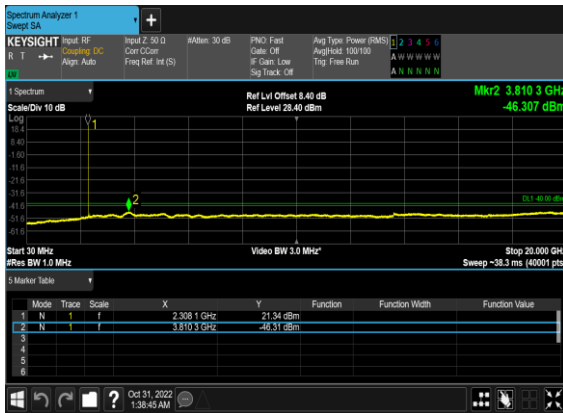 Spectrum Analyzer 1
Swept SA
KEYSIGHT Input: RF Input Z: 50 Ω #Atten: 30 dB PNO: Fast Avg Type: Power (RMS) 1 2 3 4 5 6
R T Coupling: DC Corr CCorr Gate: Off Avg|Hold: 100/100 A W W W W W
Align: Auto Freq Ref: Int (S) IF Gain: Low Trig: Free Run
LW Sig Track: Off A N N N N N
1 Spectrum Ref Lvl Offset 8.40 dB Mkr2 3.810 3 GHz
Scale/Div 10 dB Ref Level 28.40 dBm -46.307 dBm
Log
18.4
8.40
-1.60
-11.6
-21.6
-31.6
-41.6
-51.6
-61.6
1
2
DL1 -40.00 dBm
Start 30 MHz Video BW 3.0 MHz* Stop 20.000 GHz
#Res BW 1.0 MHz Sweep ~38.3 ms (40001 pts)
5 Marker Table
Mode Trace Scale X Y Function Function Width Function Value
1 N 1 f 2.308 1 GHz 21.34 dBm
2 N 1 f 3.810 3 GHz -46.31 dBm
3
4
5
6
Oct 31, 2022
1:38:45 AM